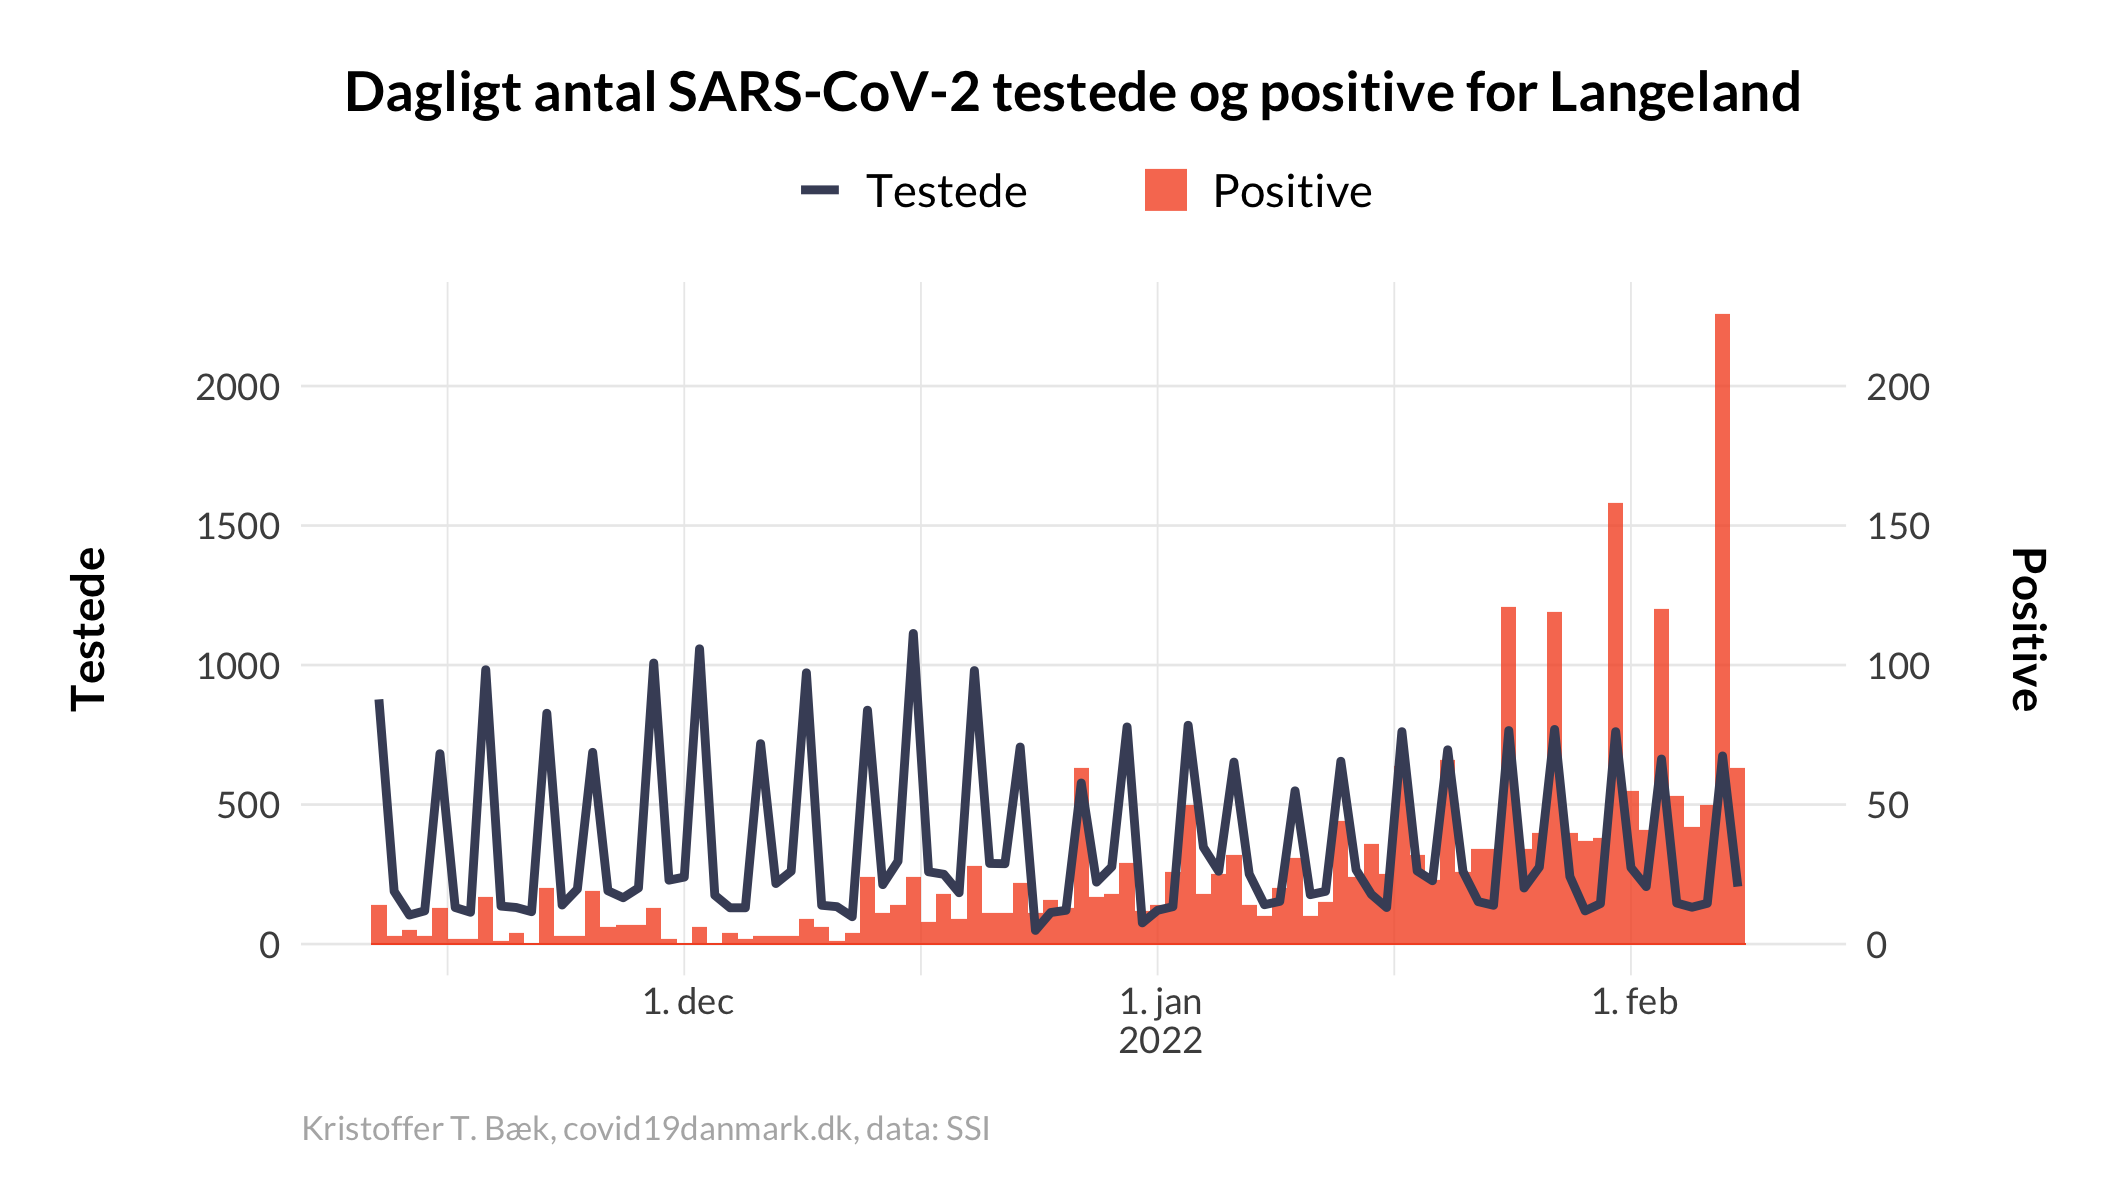 Dagligt antal SARS-CoV-2 testede og positive for Langeland
Testede
Positive
2000
1500
1000
500
0
Testede
200
150
100
50
0
Positive
1. dec
1. jan
2022
1. feb
Kristoffer T. Bæk, covid19danmark.dk, data: SSI